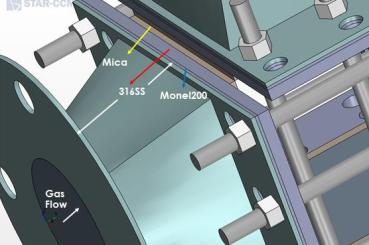 STAR-CCM
Mica
316SS
Monel200
Gas
Flow